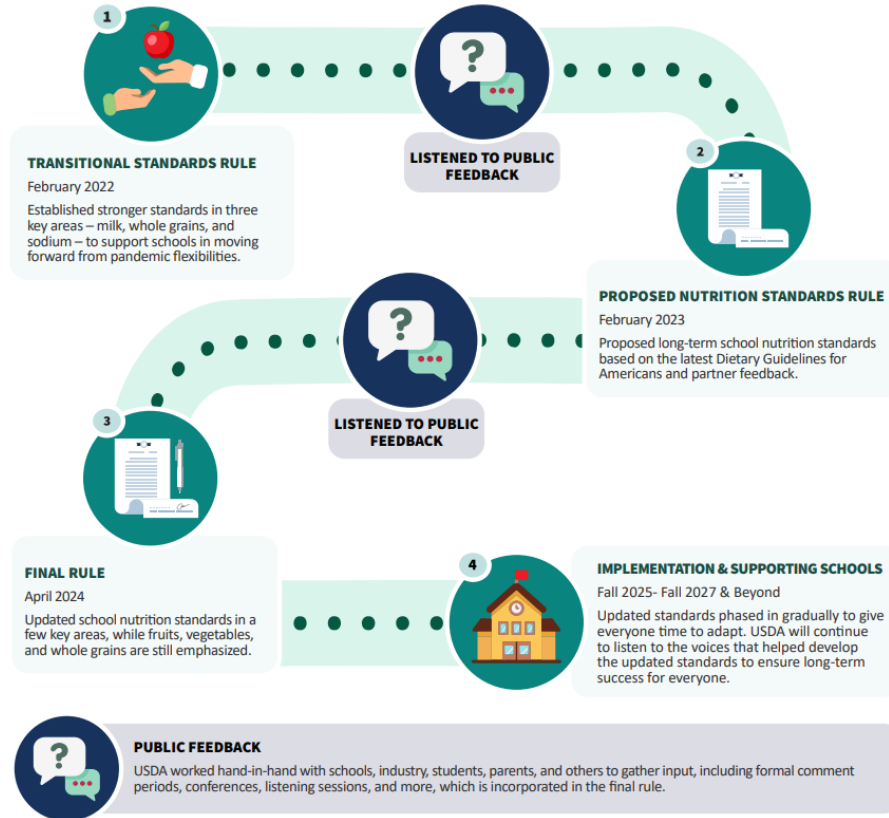 1
TRANSITIONAL STANDARDS RULE
February 2022
Established stronger standards in three
key areas – milk, whole grains, and
sodium – to support schools in moving
forward from pandemic flexibilities.
?
LISTENED TO PUBLIC
FEEDBACK
2
PROPOSED NUTRITION STANDARDS RULE
February 2023
Proposed long-term school nutrition standards
based on the latest Dietary Guidelines for
Americans and partner feedback.
?
LISTENED TO PUBLIC
FEEDBACK
3
FINAL RULE
April 2024
Updated school nutrition standards in a
few key areas, while fruits, vegetables,
and whole grains are still emphasized.
4
IMPLEMENTATION & SUPPORTING SCHOOLS
Fall 2025- Fall 2027 & Beyond
Updated standards phased in gradually to give
everyone time to adapt. USDA will continue
to listen to the voices that helped develop
the updated standards to ensure long-term
success for everyone.
?
PUBLIC FEEDBACK
USDA worked hand-in-hand with schools, industry, students, parents, and others to gather input, including formal comment
periods, conferences, listening sessions, and more, which is incorporated in the final rule.